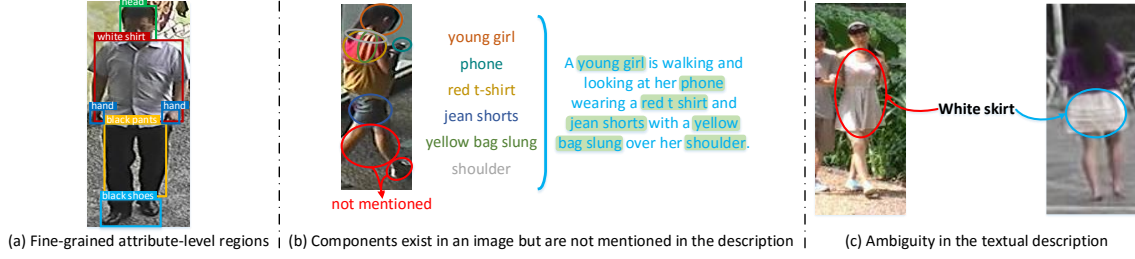 head
white shirt
hand
hand
black pants
black shoes
(a) Fine-grained attribute-level regions
young girl
phone
red t-shirt
jean shorts
yellow bag slung
shoulder
not mentioned
A young girl is walking and
looking at her phone
wearing a red t shirt and
jean shorts with a yellow
bag slung over her shoulder.
(b) Components exist in an image but are not mentioned in the description
White skirt
(c) Ambiguity in the textual description